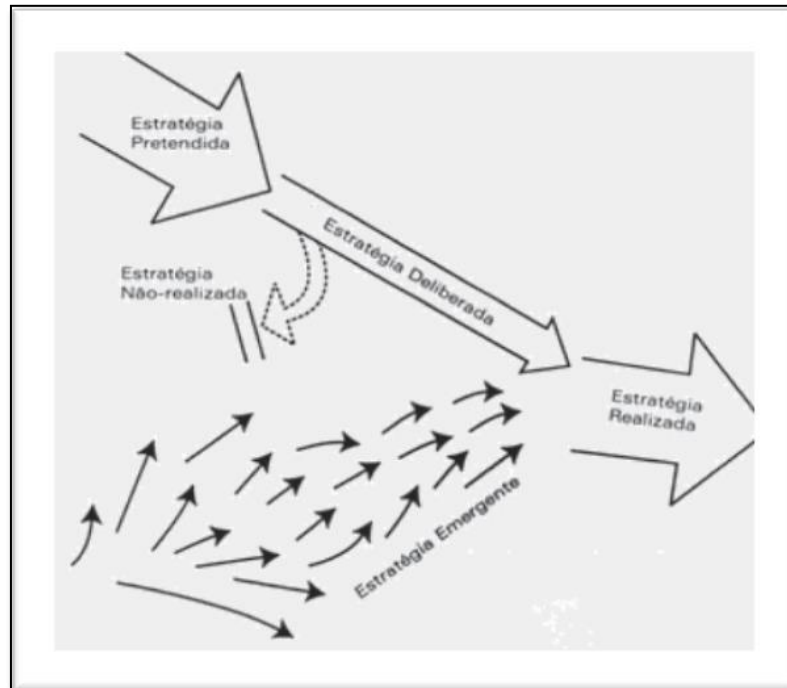 Estratégia
Pretendida
Estratégia Deliberada
Estratégia
Não-realizada
Estratégia
Realizada
Estratégia Emergente